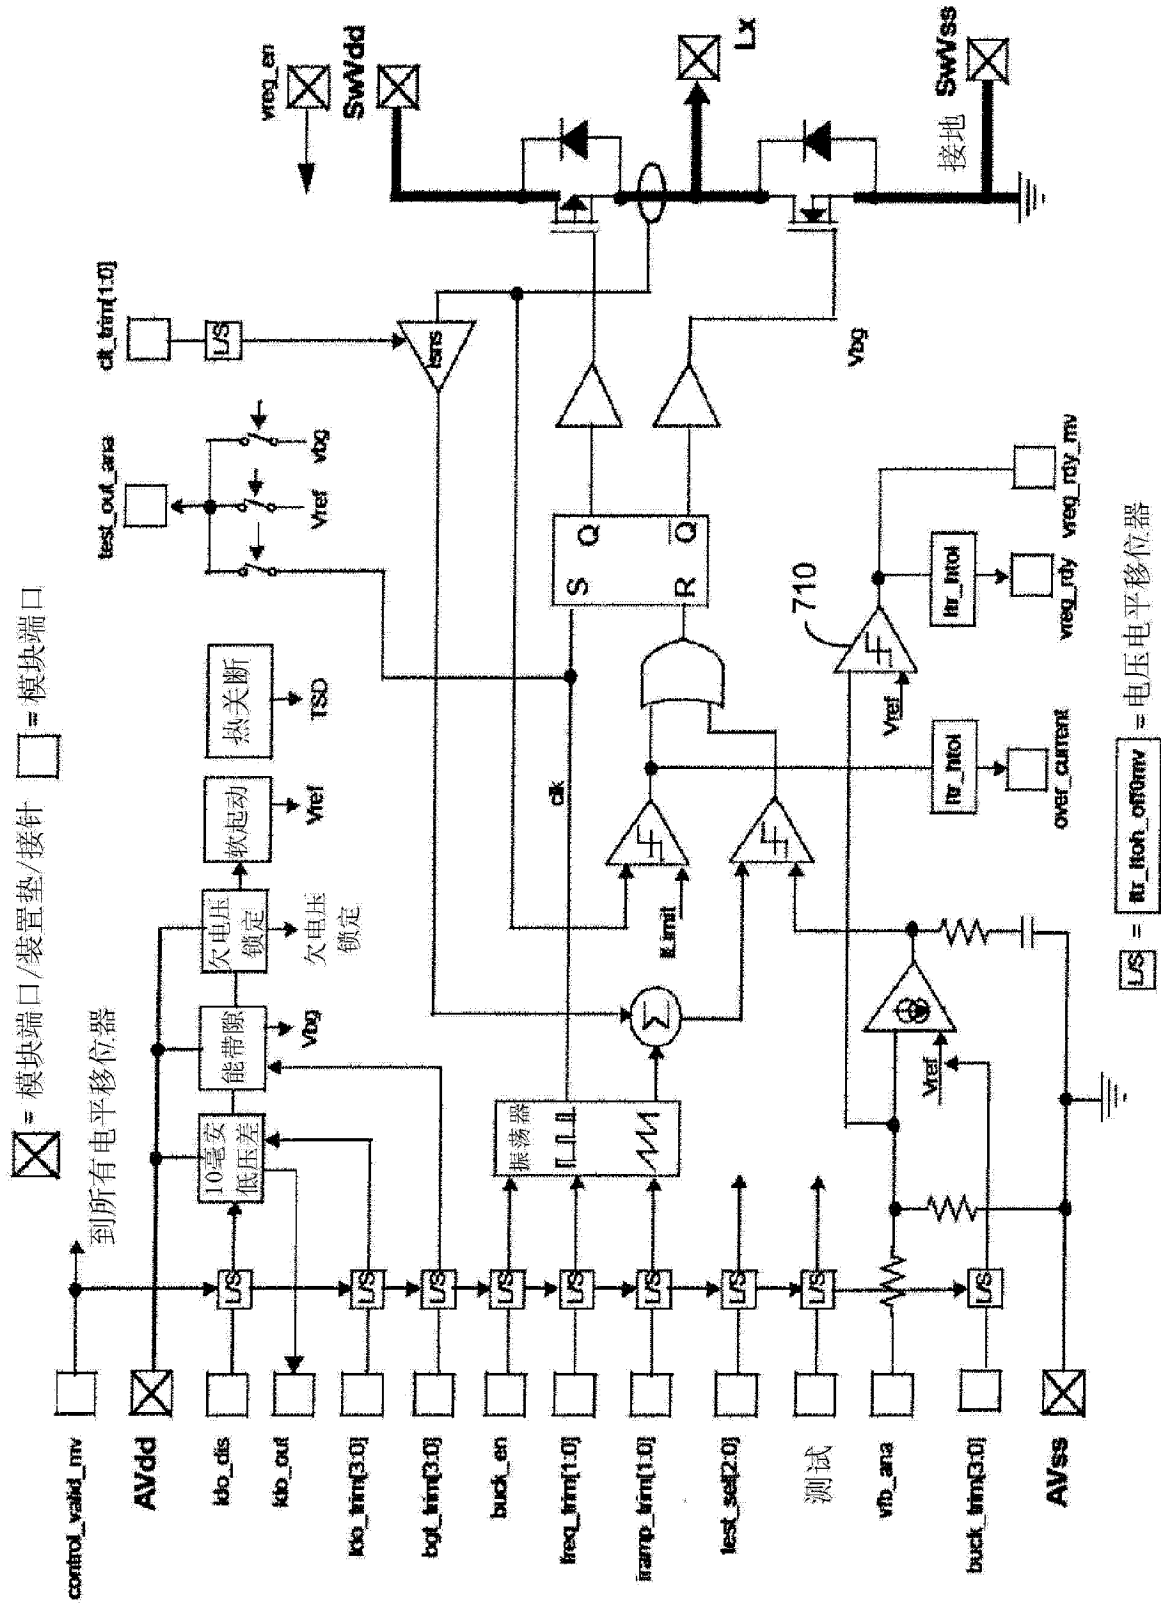 = 模块端口/装置垫/接针
= 模块端口
到所有电平移位器
control_valid_mv
AVdd
ldo_dis
ldo_out
ldo_trim[3:0]
bgt_trim[3:0]
buck_en
freq_trim[1:0]
iramp_trim[1:0]
test_sel[2:0]
测试
vfb_ana
buck_trim[3:0]
AVss
L/S
L/S
L/S
L/S
L/S
L/S
L/S
L/S
L/S
10毫安
低压差
能带隙
Vbg
欠电压
锁定
欠电压
锁定
软起动
Vref
热关断
TSD
test_out_ana
Vref
vbg
clt_trim[1:0]
L/S
isns
vreg_en
SwVdd
Lx
SwVss
接地
振荡器
clk
Σ
ILimit
S
Q
R
Q
Vbg
710
Vref
Vref
ltr_htol
over_current
ltr_htol
vreg_rdy
vreg_rdy_mv
L/S = ltr_ltoh_off0mv = 电压电平移位器